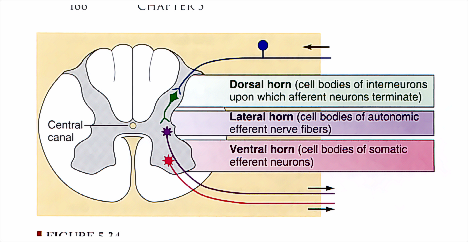 166 CHAPTER 5
Dorsal horn (cell bodies of interneurons
upon which afferent neurons terminate)
Lateral horn (cell bodies of autonomic
efferent nerve fibers)
Central
canal
Ventral horn (cell bodies of somatic
efferent neurons)
FIGURE 5-24